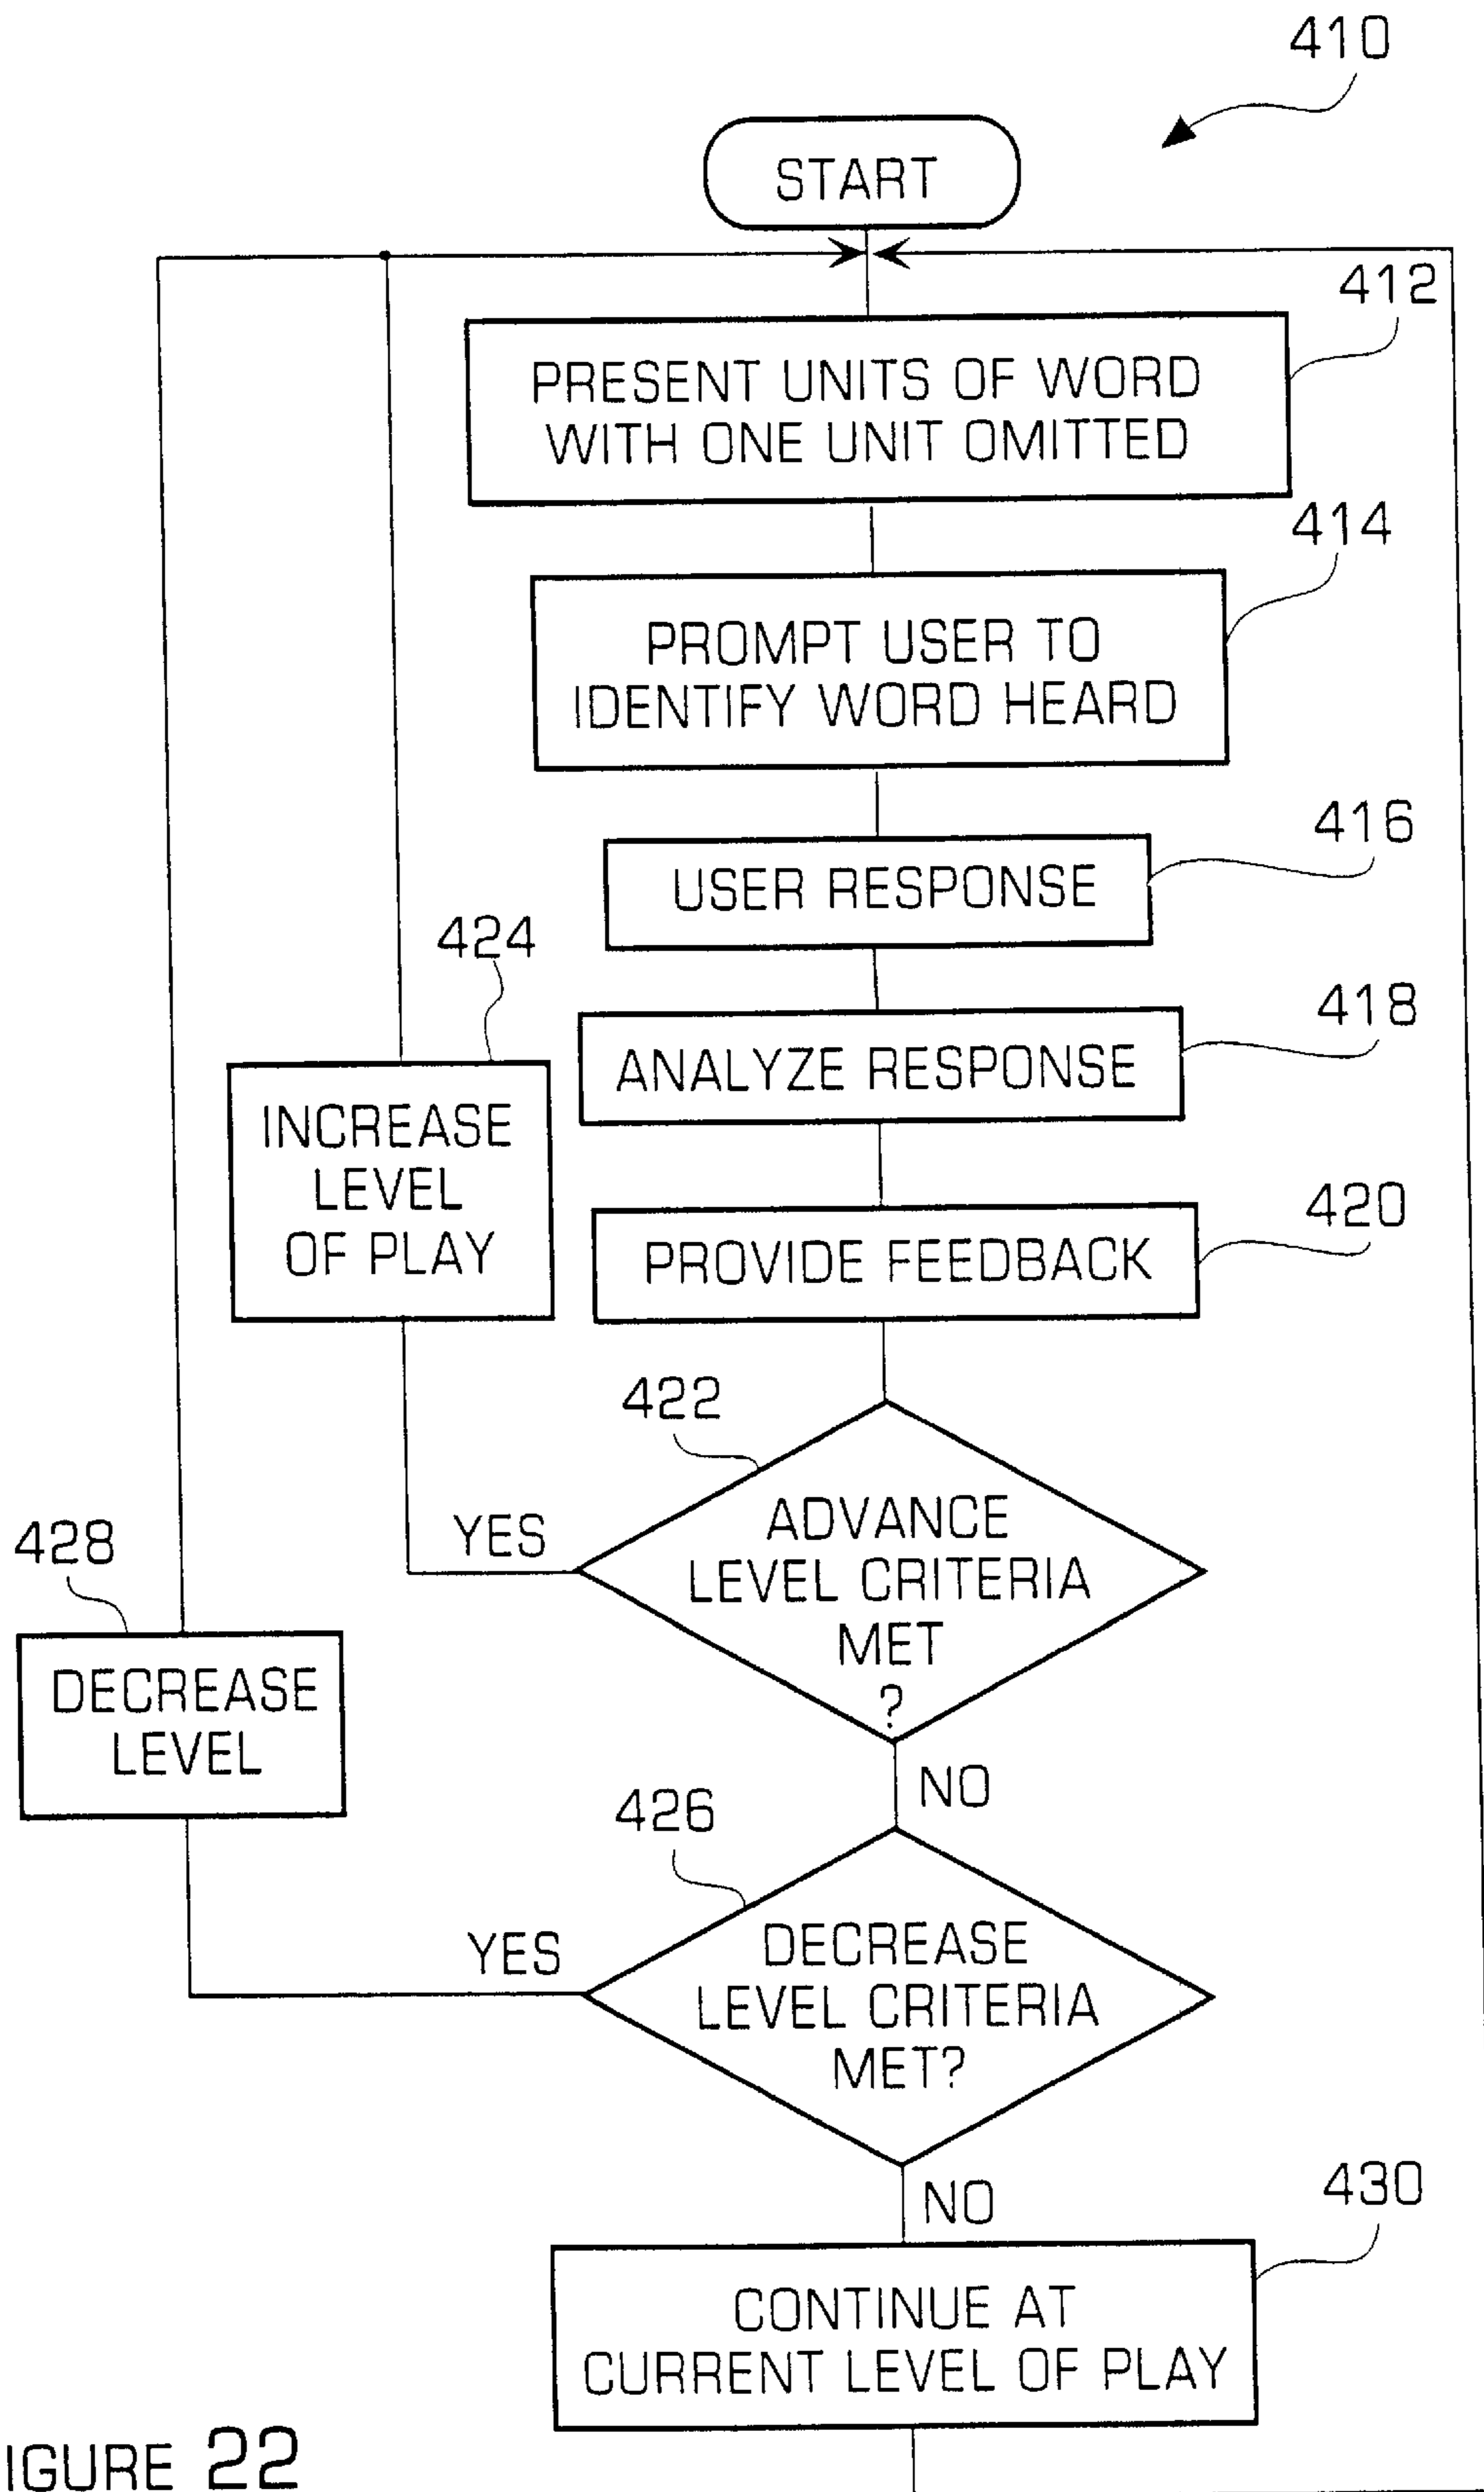 410
START
412
PRESENT UNITS OF WORD
WITH ONE UNIT OMITTED
414
PROMPT USER TO
IDENTIFY WORD HEARD
416
USER RESPONSE
424
418
ANALYZE RESPONSE
INCREASE
LEVEL
OF PLAY
420
PROVIDE FEEDBACK
422
ADVANCE
LEVEL CRITERIA
MET
?
YES
428
DECREASE
LEVEL
NO
426
DECREASE
LEVEL CRITERIA
MET?
YES
NO
430
CONTINUE AT
CURRENT LEVEL OF PLAY
IGURE 22